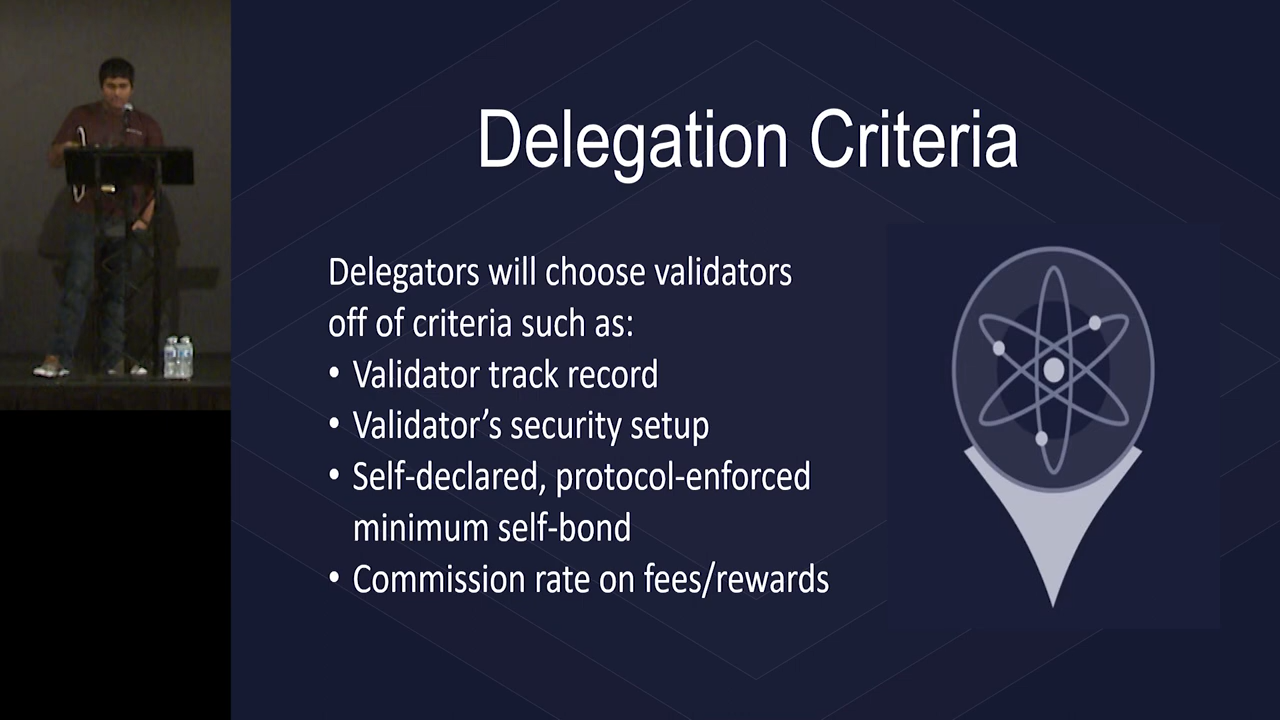 Delegation Criteria
Delegators will choose validators
off of criteria such as:
• Validator track record
• Validator’s security setup
• Self-declared, protocol-enforced
minimum self-bond
• Commission rate on fees/rewards